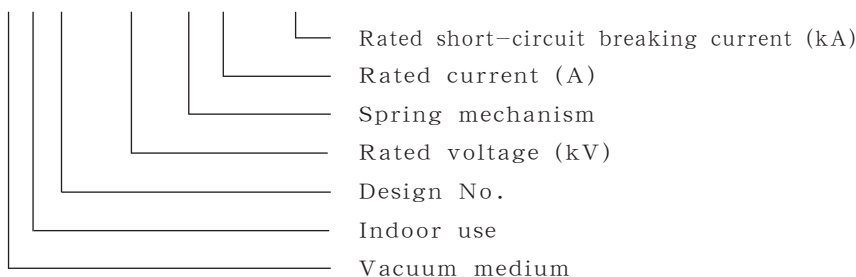 Rated short-circuit breaking current (kA)
Rated current (A)
Spring mechanism
Rated voltage (kV)
Design No.
Indoor use
Vacuum medium